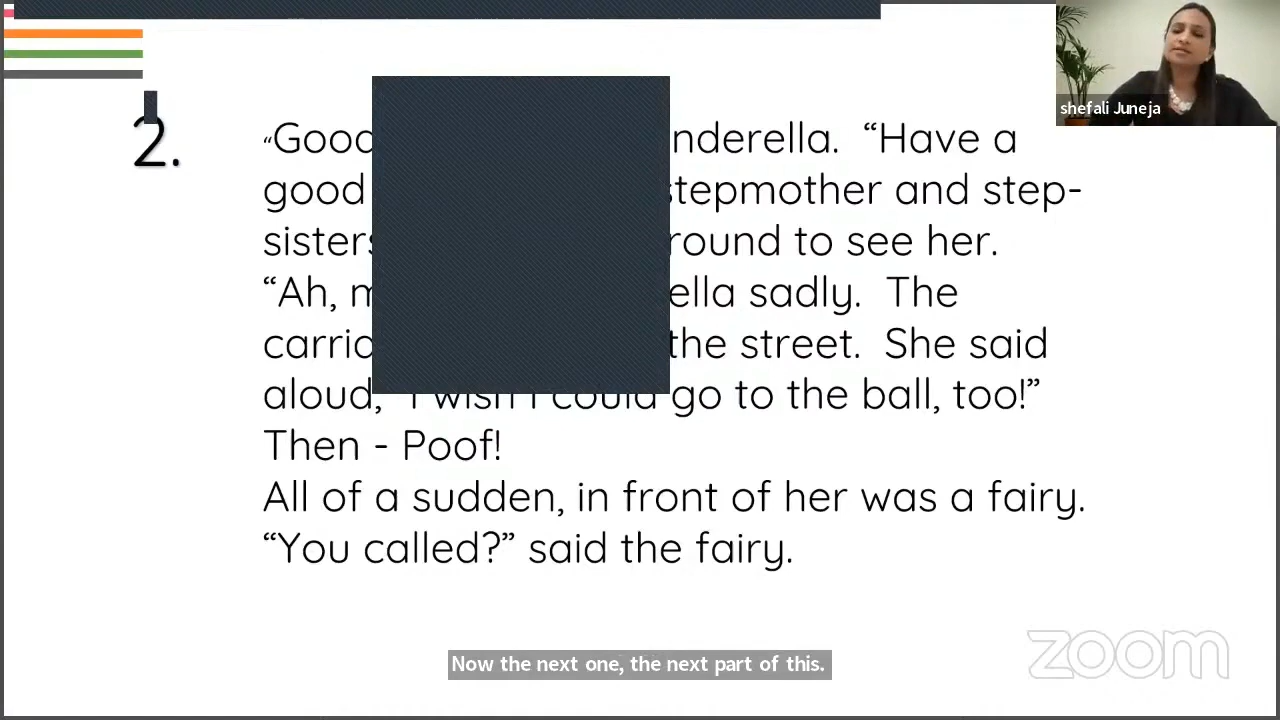 shefali Juneja
2.
“Good nderella. “Have a
good stepmother and step-
sisters round to see her.
“Ah, m ella sadly. The
carria the street. She said
aloud, “I wish I could go to the ball, too!”
Then - Poof!
All of a sudden, in front of her was a fairy.
“You called?” said the fairy.
Now the next one, the next part of this.
zoom